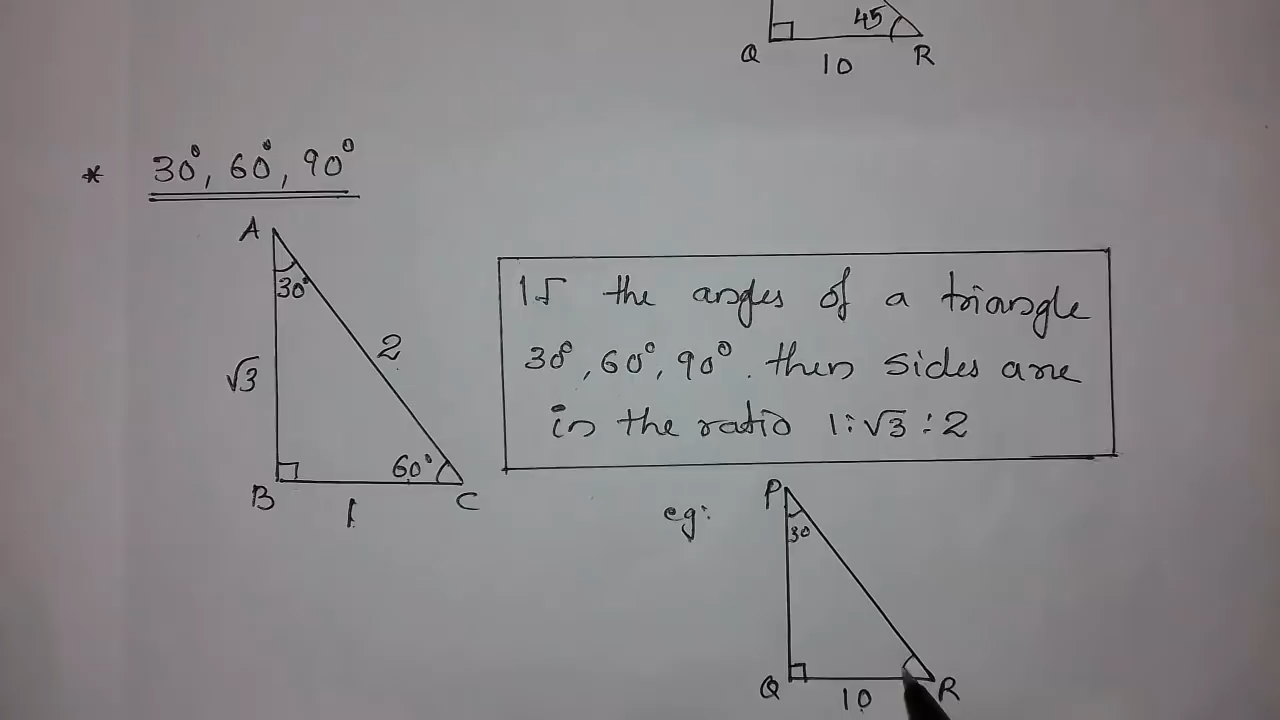 45
Q 10 R
* 30°, 60°, 90°
A
30°
√3 2
60°
B 1 C
If the angles of a triangle
30°, 60°, 90°. then sides are
in the ratio 1:√3:2
eg:
P
30
Q 10 R